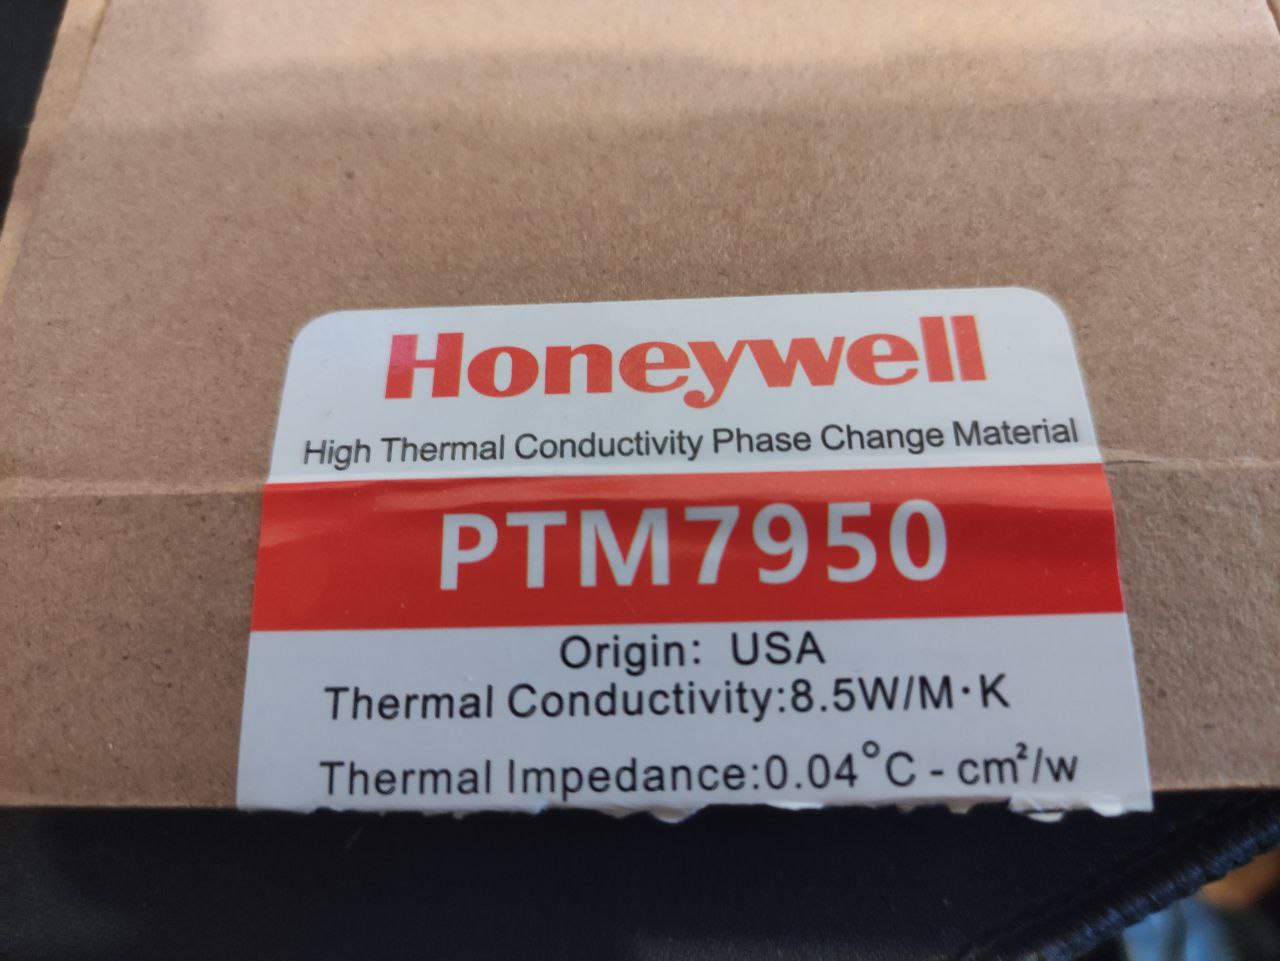 Honeywell
High Thermal Conductivity Phase Change Material
PTM7950
Origin: USA
Thermal Conductivity:8.5W/M·K
Thermal Impedance:0.04°C - cm²/w